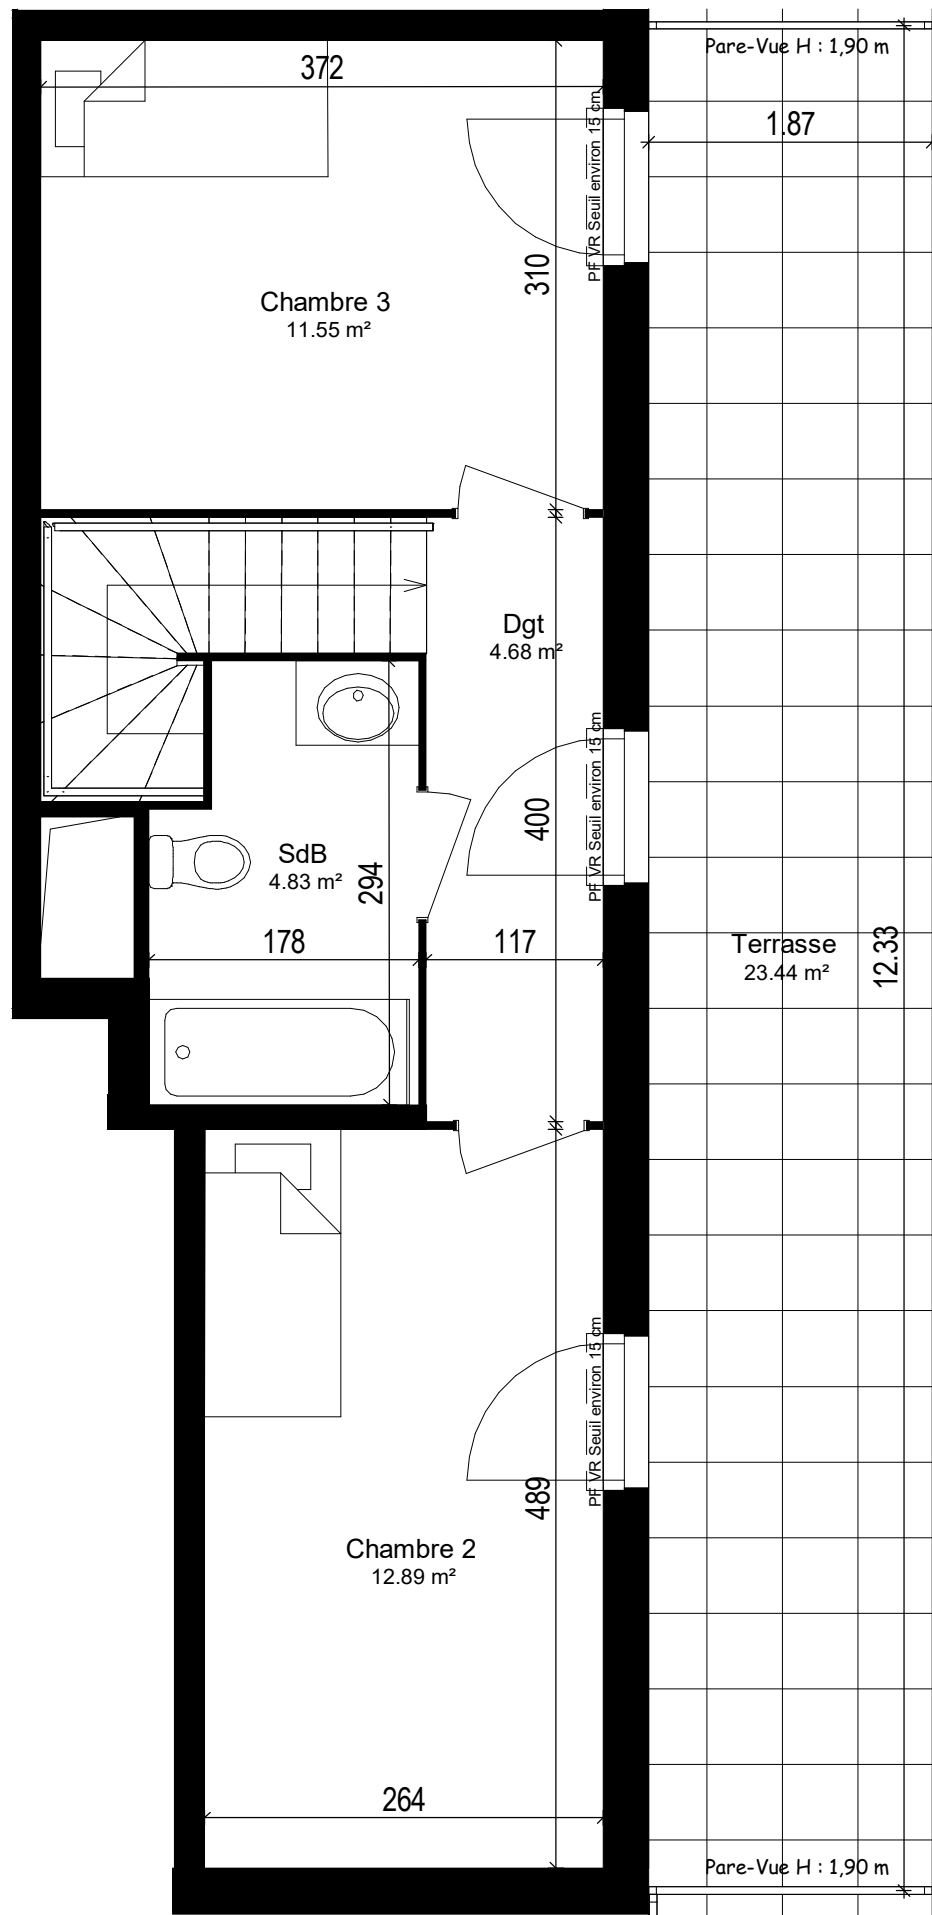 Pare-Vue H : 1,90 m
372
1.87
PF VR Seuil environ 15 cm
310
Chambre 3
11.55 m²
Dgt
4.68 m²
PF VR Seuil environ 15 cm
400
SdB
4.83 m²
294
178
117
Terrasse
23.44 m²
12.33
PF VR Seuil environ 15 cm
489
Chambre 2
12.89 m²
264
Pare-Vue H : 1,90 m